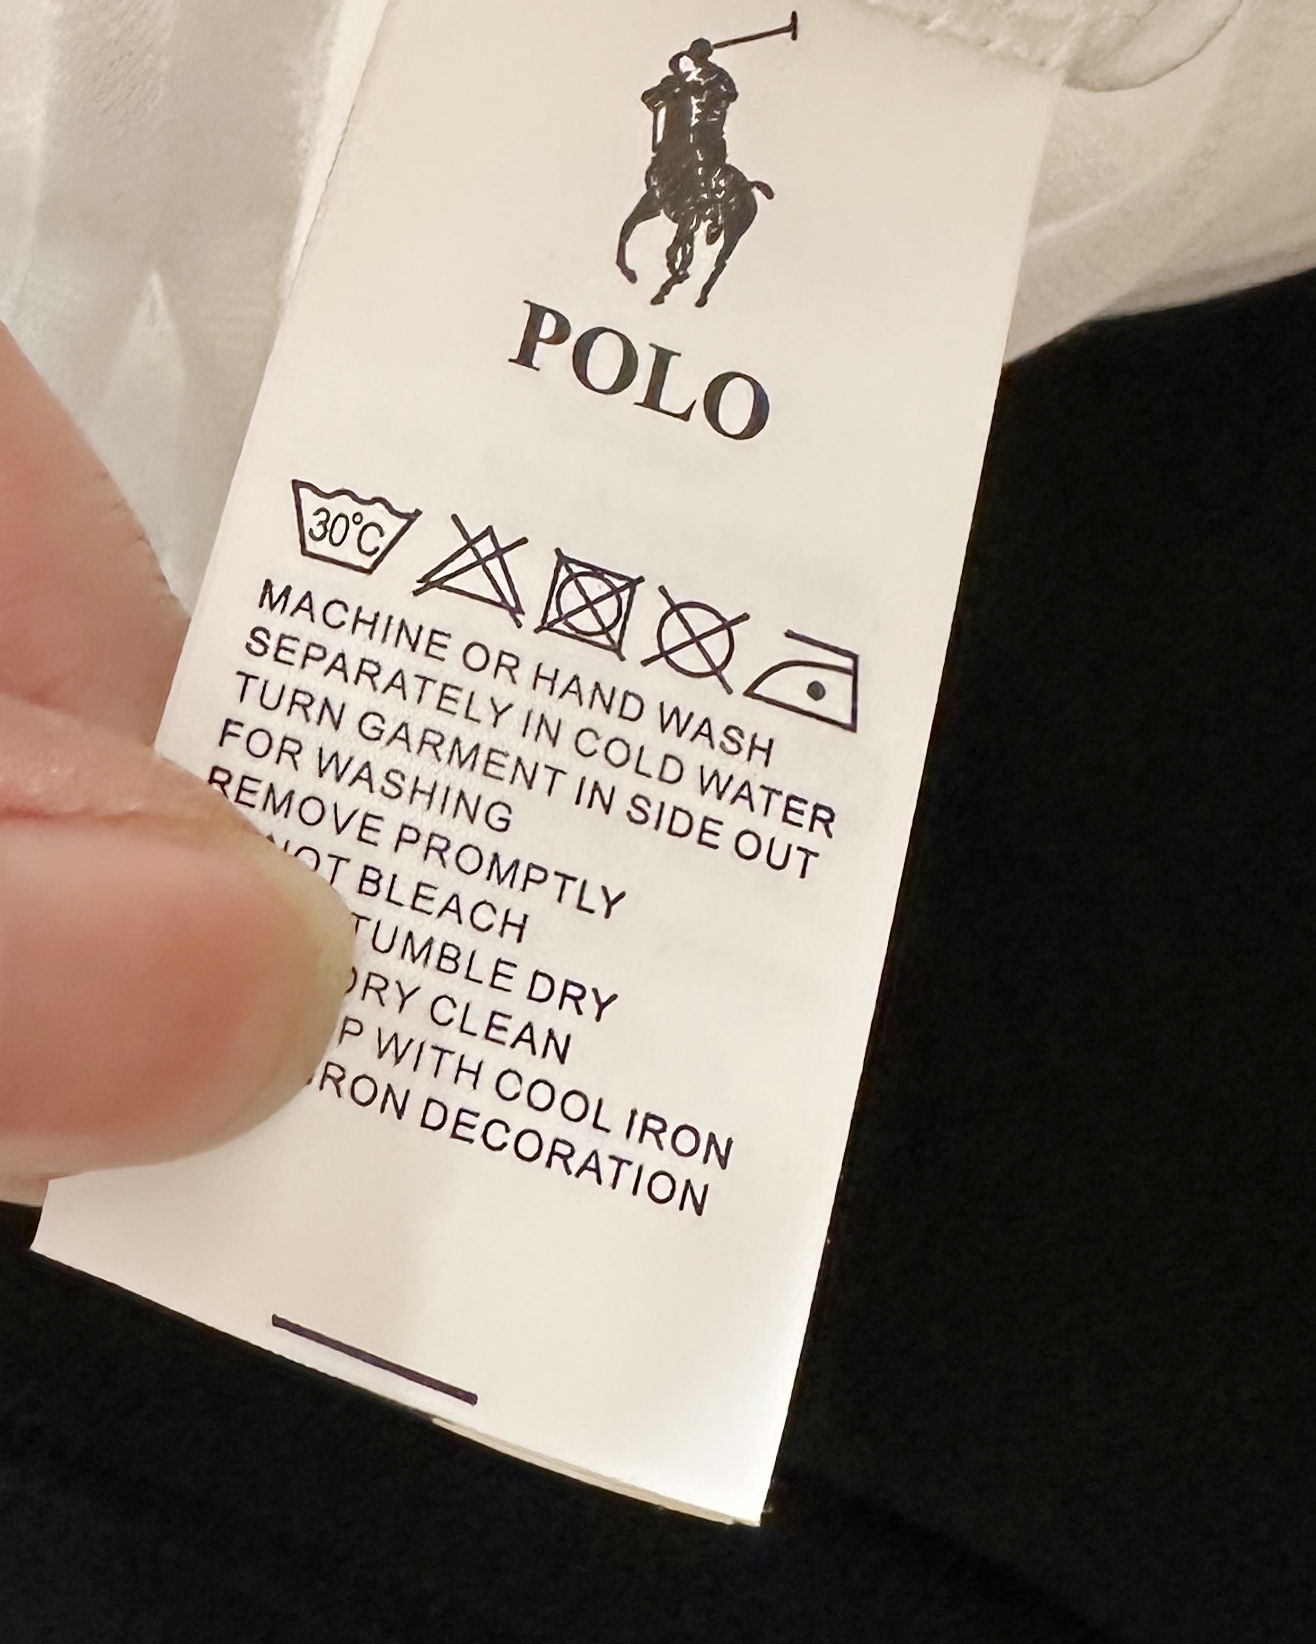 POLO
30°C
MACHINE OR HAND WASH
SEPARATELY IN COLD WATER
TURN GARMENT IN SIDE OUT
FOR WASHING
REMOVE PROMPTLY
NOT BLEACH
TUMBLE DRY
DRY CLEAN
WITH COOL IRON
IRON DECORATION